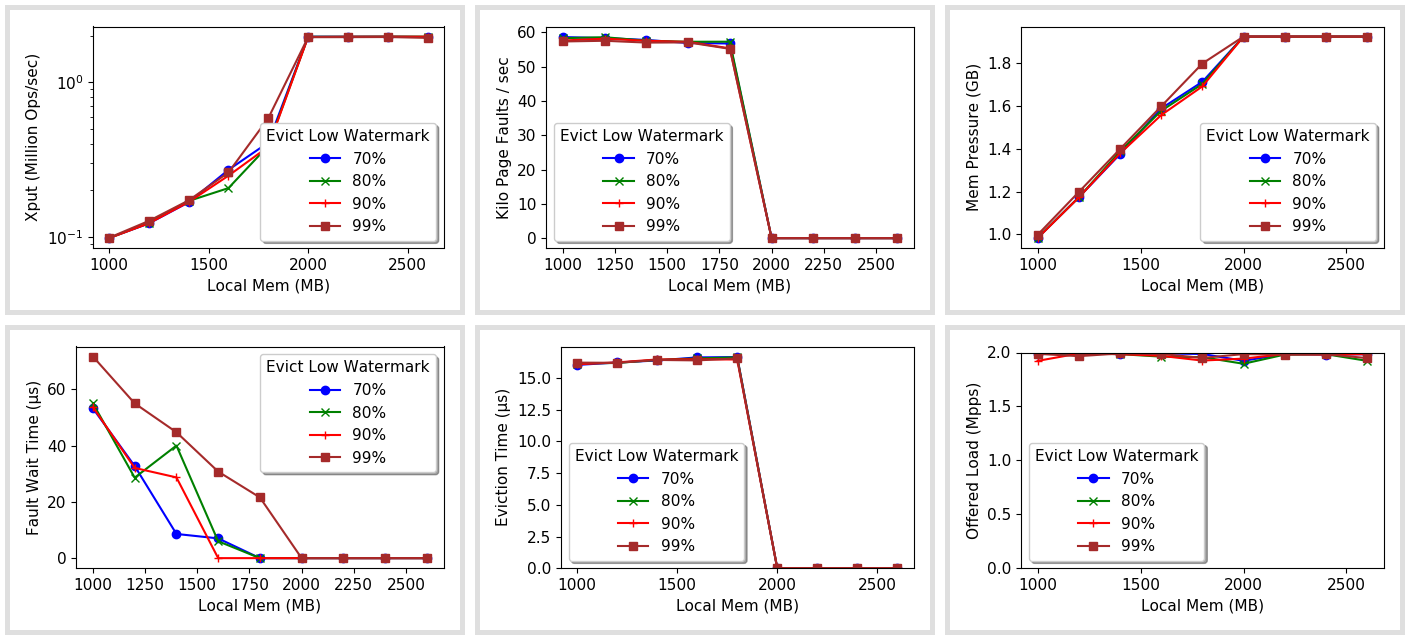 Xput (Million Ops/sec)
10⁰
10⁻¹
Evict Low Watermark
70%
80%
90%
99%
1000 1500 2000 2500
Local Mem (MB)
Kilo Page Faults / sec
60
50
40
30
20
10
0
Evict Low Watermark
70%
80%
90%
99%
1000 1250 1500 1750 2000 2250 2500
Local Mem (MB)
Mem Pressure (GB)
1.8
1.6
1.4
1.2
1.0
Evict Low Watermark
70%
80%
90%
99%
1000 1500 2000 2500
Local Mem (MB)
Fault Wait Time (µs)
60
40
20
0
Evict Low Watermark
70%
80%
90%
99%
1000 1250 1500 1750 2000 2250 2500
Local Mem (MB)
Eviction Time (µs)
15.0
12.5
10.0
7.5
5.0
2.5
0.0
Evict Low Watermark
70%
80%
90%
99%
1000 1500 2000 2500
Local Mem (MB)
Offered Load (Mpps)
2.0
1.5
1.0
0.5
0.0
Evict Low Watermark
70%
80%
90%
99%
1000 1500 2000 2500
Local Mem (MB)